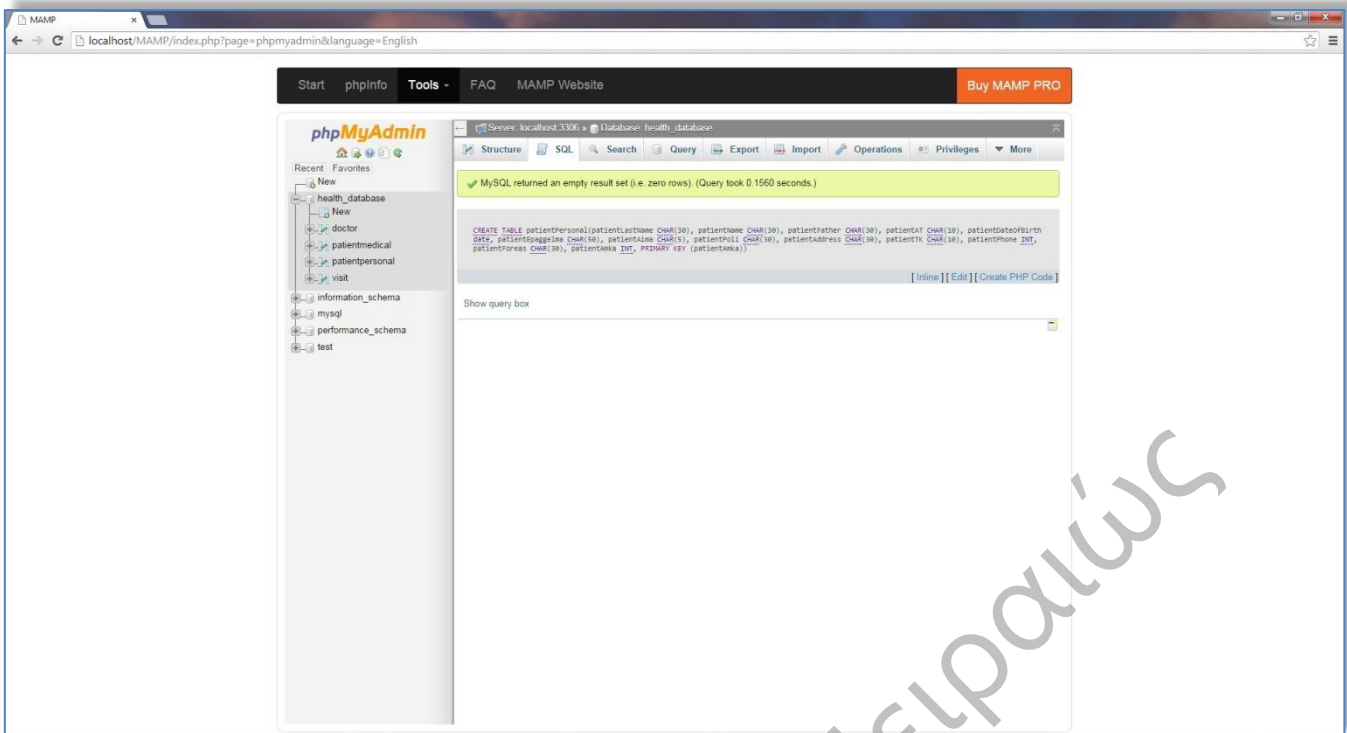 MAMP
localhost/MAMP/index.php?page=phpmyadmin&language=English
Start phpInfo Tools FAQ MAMP Website Buy MAMP PRO
phpMyAdmin
Recent Favorites
New
health_database
New
doctor
patientmedical
patientpersonal
visit
information_schema
mysql
performance_schema
test
Server: localhost:3306 » Database: health_database
Structure SQL Search Query Export Import Operations Privileges More
MySQL returned an empty result set (i.e. zero rows). (Query took 0.1560 seconds.)
CREATE TABLE patientPersonal(patientLastName CHAR(30), patientName CHAR(30), patientFather CHAR(30), patientAT CHAR(10), patientDateOfBirth
date, patientEpaggelma CHAR(50), patientAima CHAR(5), patientPoli CHAR(30), patientAddress CHAR(30), patientTK CHAR(10), patientPhone INT,
patientForeas CHAR(30), patientAmka INT, PRIMARY KEY (patientAmka))
[ Inline ] [ Edit ] [ Create PHP Code ]
Show query box
ειραιώς